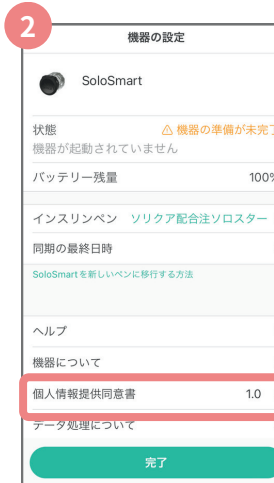 2
機器の設定
SoloSmart
状態 ⚠ 機器の準備が未完了
機器が起動されていません
バッテリー残量 100%
インスリンペン ソリクア配合注ソロスター
同期の最終日時
SoloSmartを新しいペンに移行する方法
ヘルプ
機器について
個人情報提供同意書 1.0
データ処理について
完了